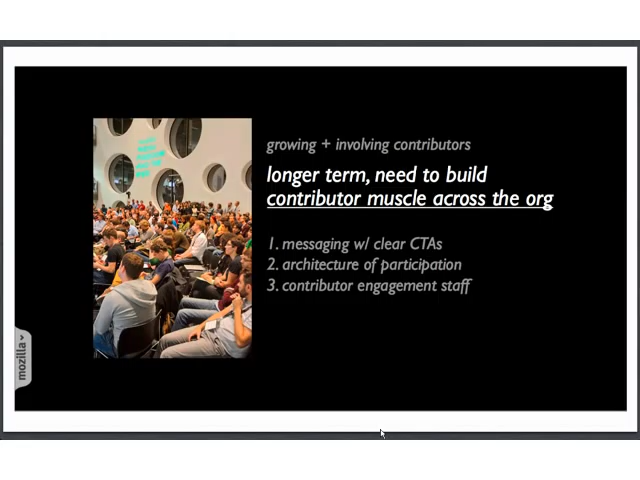 growing + involving contributors
longer term, need to build
contributor muscle across the org
1. messaging w/ clear CTAs
2. architecture of participation
3. contributor engagement staff
mozilla